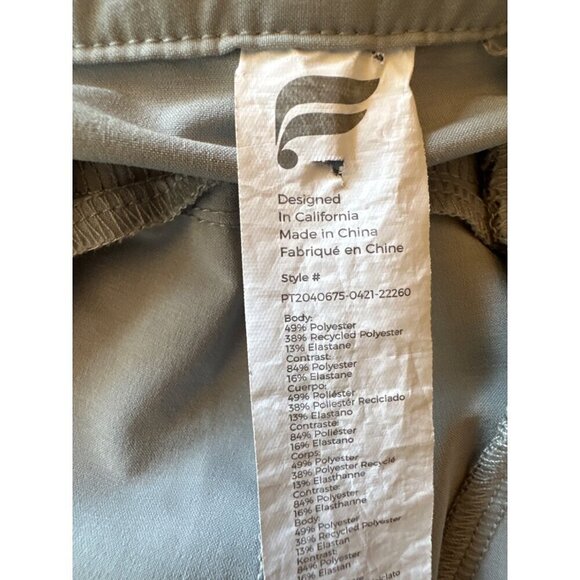 Designed
In California
Made in China
Fabriqué en Chine
Style #
PT2040675-0421-22260
Body:
49% Polyester
38% Recycled Polyester
13% Elastane
Contrast:
84% Polyester
16% Elastane
Cuerpo:
49% Poliéster
38% Poliestér Reciclado
13% Elastano
Contraste:
84% Poliéster
16% Elastano
Corps:
49% Polyester
38% Polyester Recyclé
13% Elasthanne
Contraste:
84% Polyester
16% Elasthanne
Body:
49% Polyester
38% Recycled Polyester
13% Elastan
Kontrast:
84% Polyester
16% Elastan